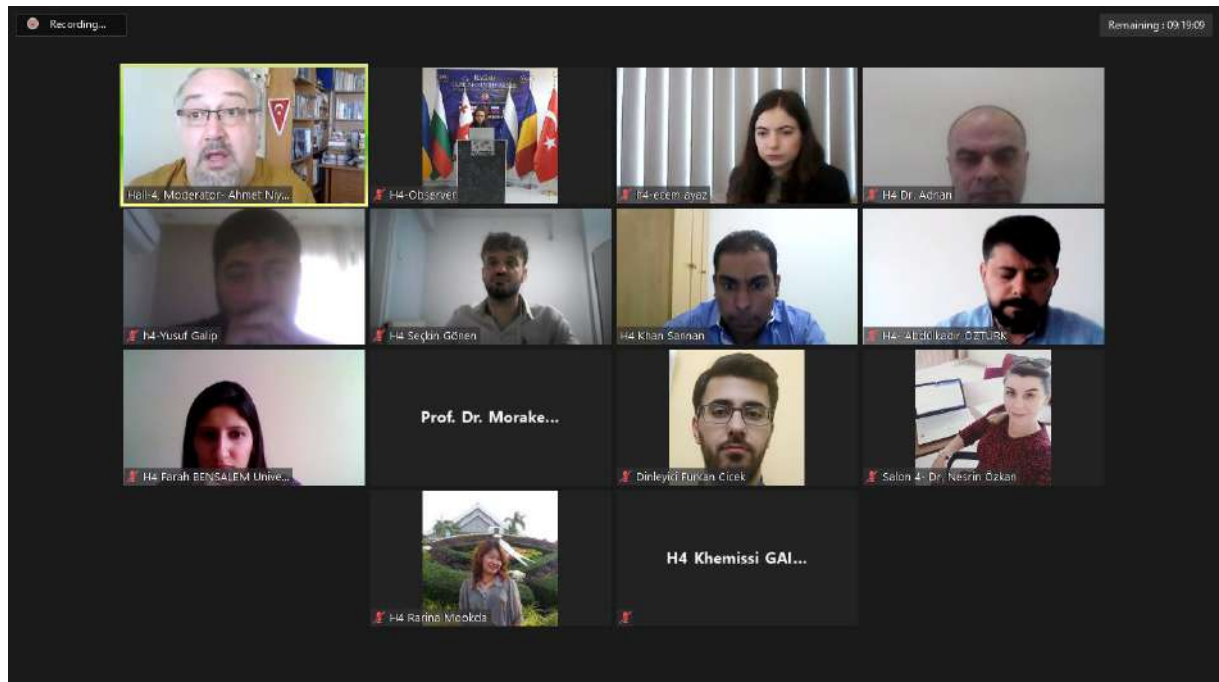 Recording...
Remaining : 09:19:09
Hall-4, Moderator- Ahmet Niy...
H4-Observer
h4-ecem ayaz
H4 Dr. Adnan
h4-Yusuf Galip
H4 Seçkin Gönen
H4 Khan Sannan
H4- Abdülkadir ÖZTÜRK
H4 Farah BENSALEM Unive...
Prof. Dr. Morake...
Dinleyici Furkan Cicek
Salon 4- Dr. Nesrin Özkan
H4 Rarina Mookda
H4 Khemissi GAI...